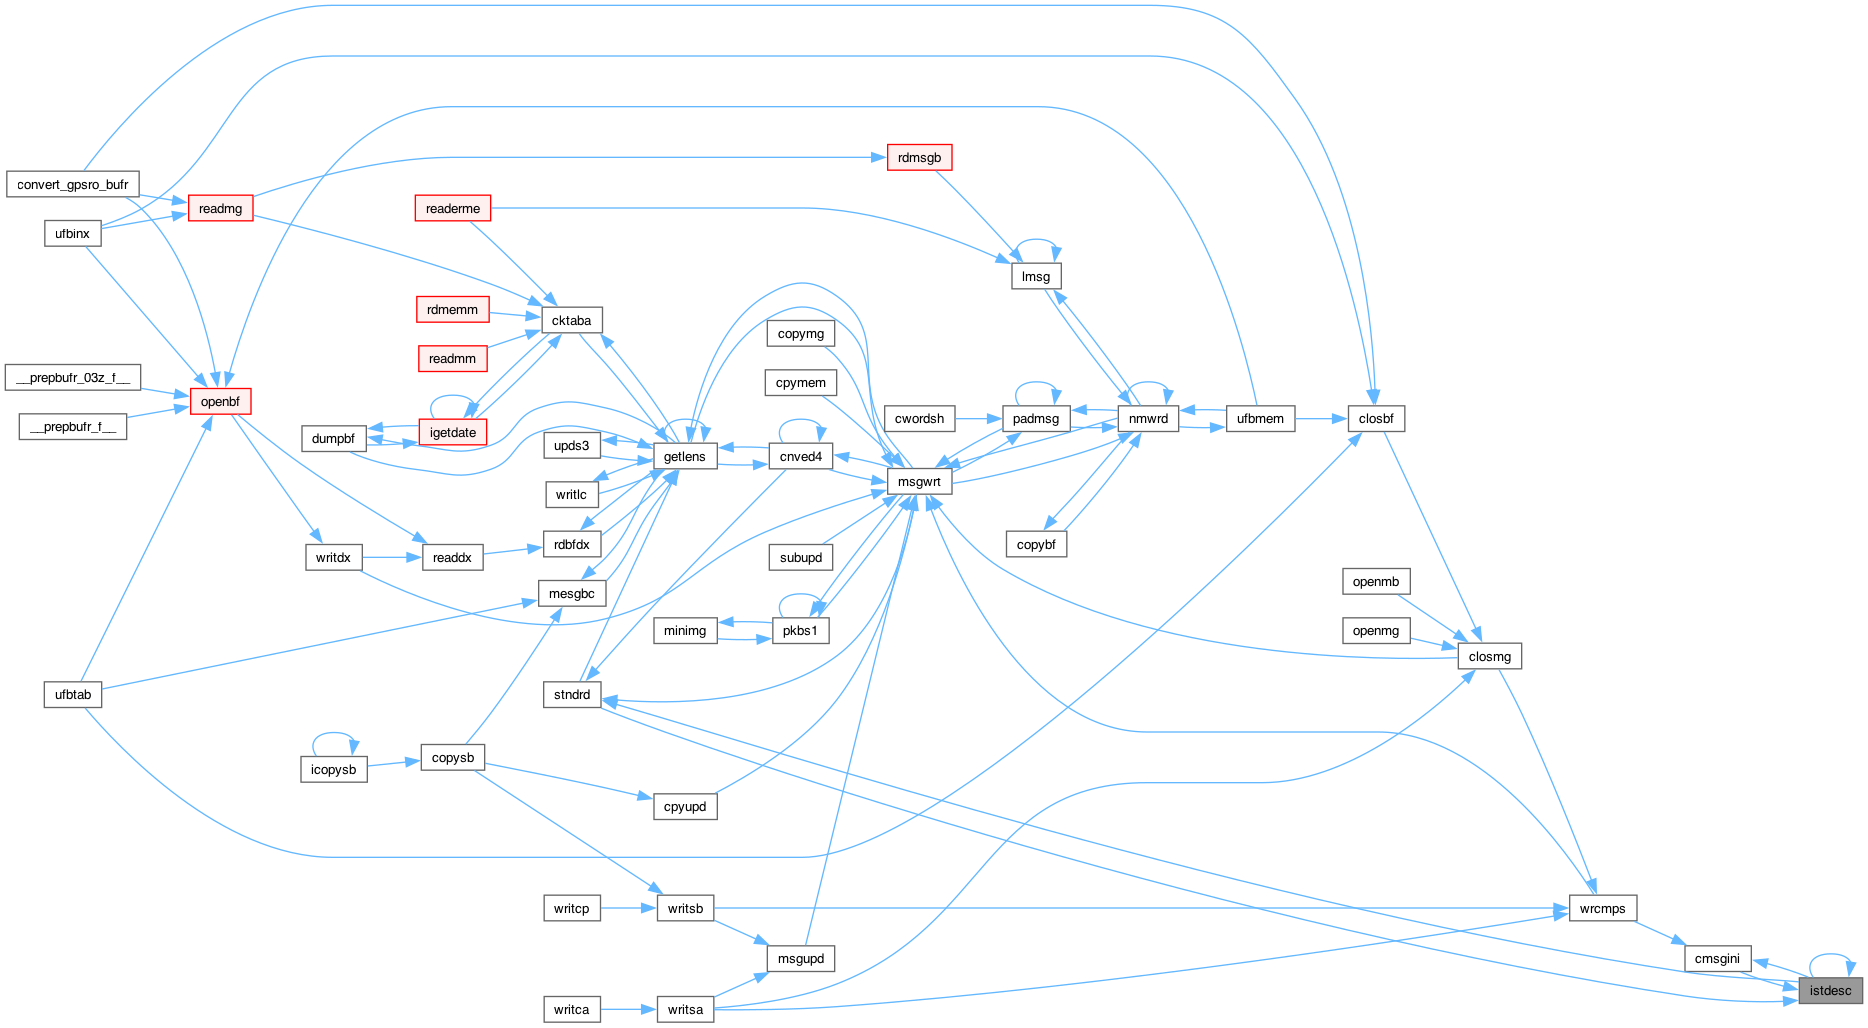 convert_gpsro_bufr
ufbinx
readmg
readerme
rdmsgb
lmsg
rdmemm
cktaba
readmm
copymg
cpymem
__prepbufr_03z_f__
__prepbufr_f__
openbf
dumpbf
igetdate
upds3
getlens
cnved4
cwordsh
padmsg
nmwrd
ufbmem
closbf
writlc
msgwrt
rdbfdx
writdx
readdx
subupd
copybf
mesgbc
openmb
minimg
pkbs1
openmg
closmg
ufbtab
stndrd
icopysb
copysb
cpyupd
writcp
writsb
wrcmps
msgupd
cmsgini
istdesc
writca
writsa